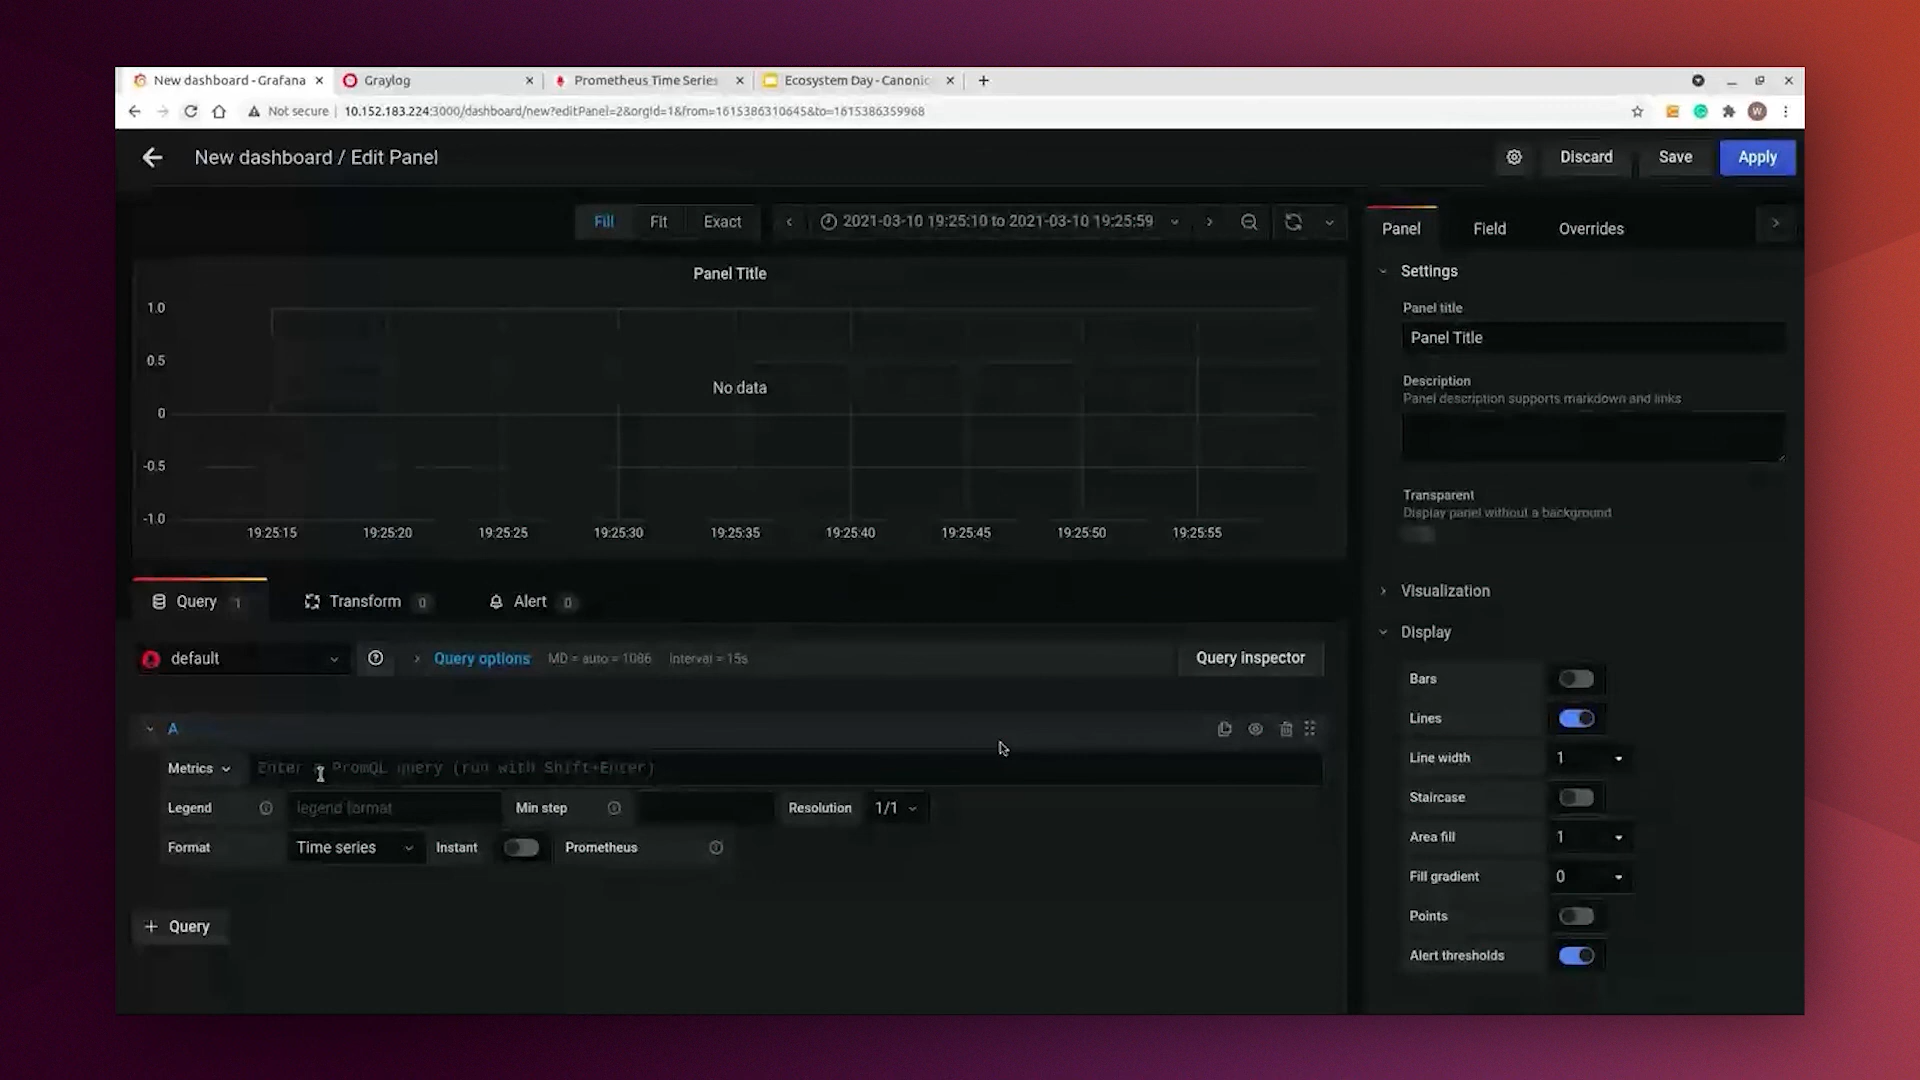 New dashboard - Grafana
Graylog
Prometheus Time Series
Ecosystem Day - Canonic
Not secure
10.152.183.224:3000/dashboard/new?editPanel=2&orgId=1&from=1615386310645&to=1615386359968
W
New dashboard / Edit Panel
Discard
Save
Apply
Fill
Fit
Exact
2021-03-10 19:25:10 to 2021-03-10 19:25:59
Panel
Field
Overrides
Panel Title
1.0
0.5
0
-0.5
-1.0
No data
19:25:15
19:25:20
19:25:25
19:25:30
19:25:35
19:25:40
19:25:45
19:25:50
19:25:55
Query 1
Transform 0
Alert 0
default
Query options
MD = auto = 1086
Interval = 15s
Query inspector
A
Metrics
Enter a PromQL query (run with Shift+Enter)
Legend
legend format
Min step
Resolution
1/1
Format
Time series
Instant
Prometheus
+ Query
Settings
Panel title
Panel Title
Description
Panel description supports markdown and links
Transparent
Display panel without a background
Visualization
Display
Bars
Lines
Line width
1
Staircase
Area fill
1
Fill gradient
0
Points
Alert thresholds